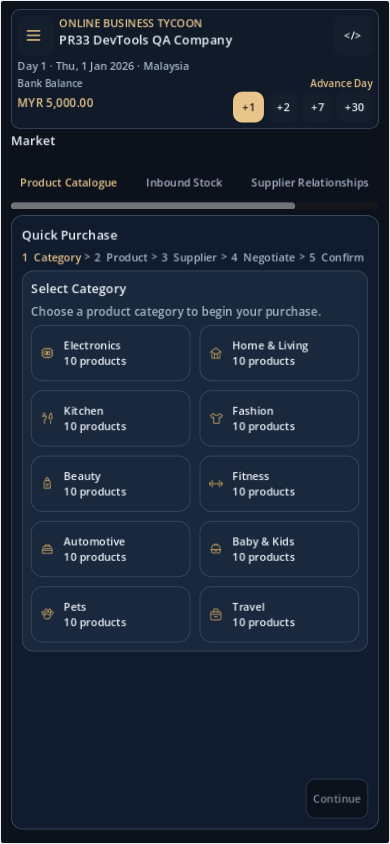 ONLINE BUSINESS TYCOON
PR33 DevTools QA Company
</>
Day 1 · Thu, 1 Jan 2026 · Malaysia
Bank Balance
Advance Day
MYR 5,000.00
+1 +2 +7 +30
Market
Product Catalogue Inbound Stock Supplier Relationships
Quick Purchase
1 Category > 2 Product > 3 Supplier > 4 Negotiate > 5 Confirm
Select Category
Choose a product category to begin your purchase.
Electronics
10 products
Home & Living
10 products
Kitchen
10 products
Fashion
10 products
Beauty
10 products
Fitness
10 products
Automotive
10 products
Baby & Kids
10 products
Pets
10 products
Travel
10 products
Continue